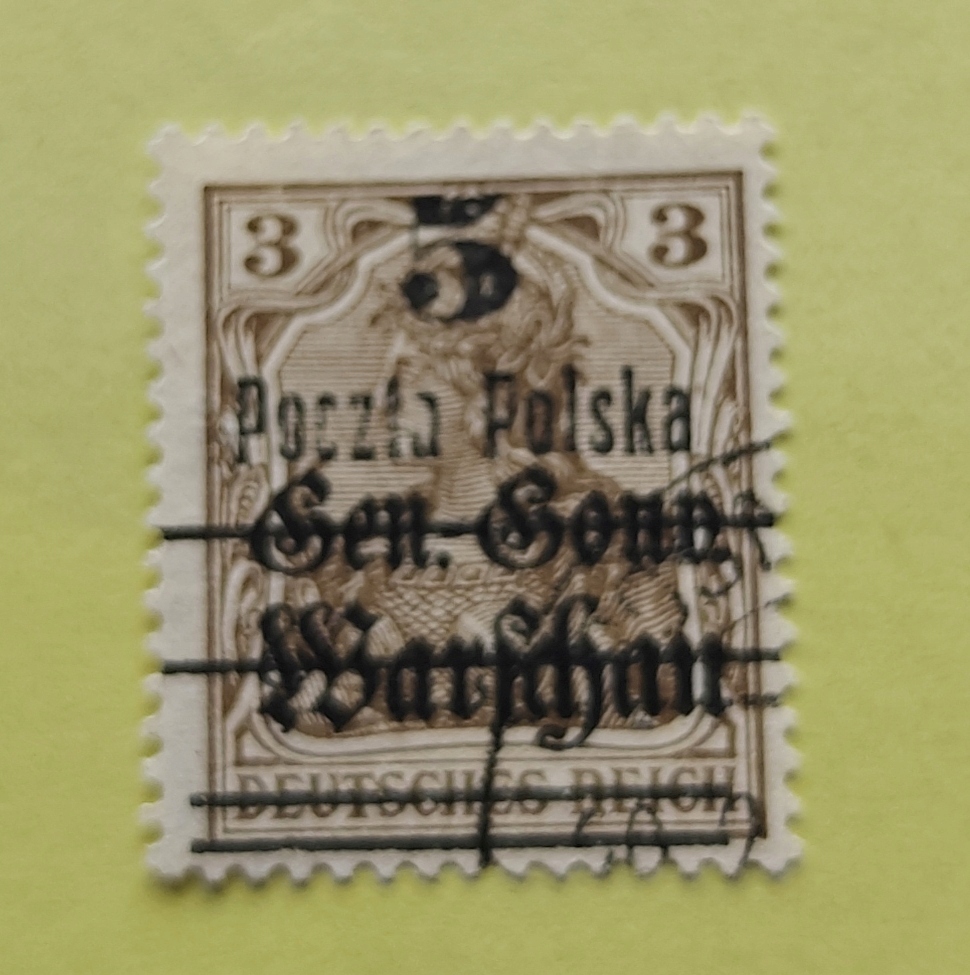 3 3
5
Poczta Polska
Gen.-Gouv.
Warschau
DEUTSCHES REICH